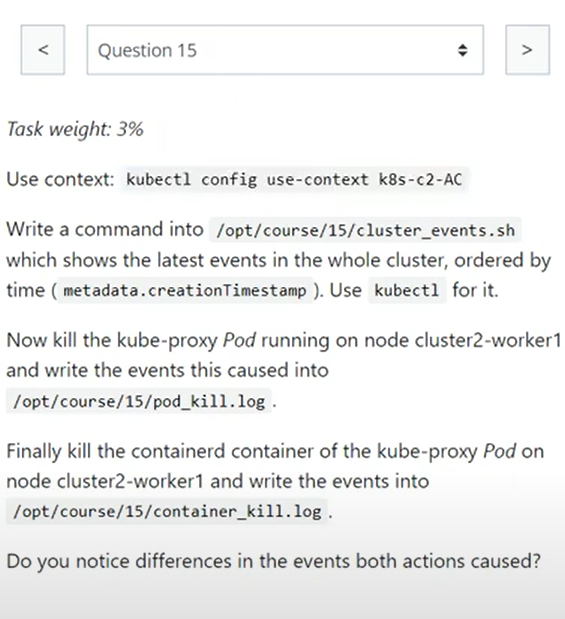 <
Question 15
>
Task weight: 3%
Use context: kubectl config use-context k8s-c2-AC
Write a command into /opt/course/15/cluster_events.sh
which shows the latest events in the whole cluster, ordered by
time ( metadata.creationTimestamp ). Use kubectl for it.
Now kill the kube-proxy Pod running on node cluster2-worker1
and write the events this caused into
/opt/course/15/pod_kill.log .
Finally kill the containerd container of the kube-proxy Pod on
node cluster2-worker1 and write the events into
/opt/course/15/container_kill.log .
Do you notice differences in the events both actions caused?